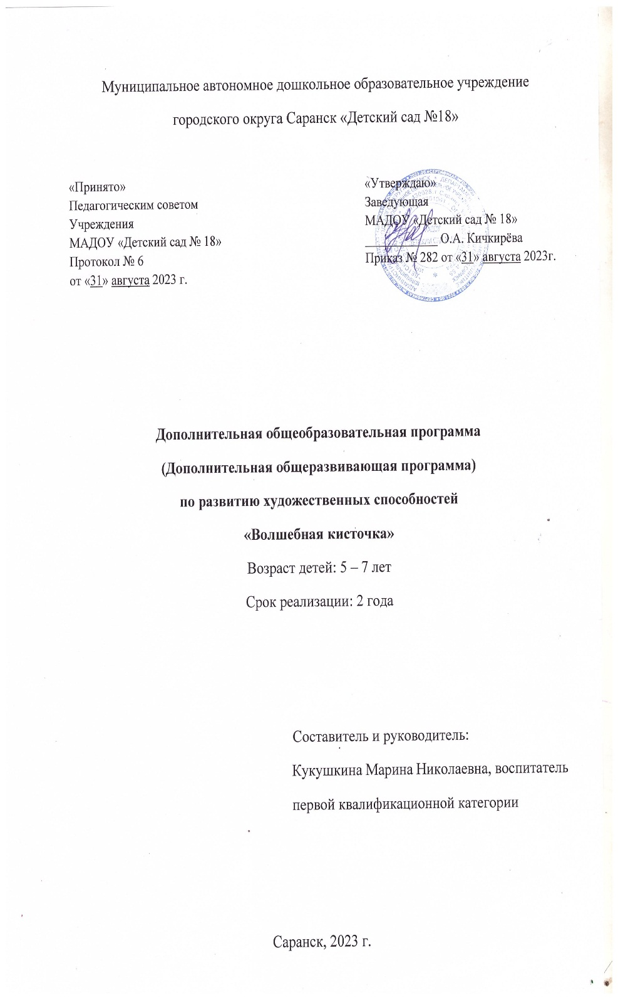 Муниципальное автономное дошкольное образовательное учреждение
городского округа Саранск «Детский сад №18»
«Принято»
Педагогическим советом
Учреждения
МАДОУ «Детский сад № 18»
Протокол № 6
от «31» августа 2023 г.
«Утверждаю»
Заведующая
МАДОУ «Детский сад № 18»
____________ О.А. Кичкирёва
Приказ № 282 от «31» августа 2023г.
Дополнительная общеобразовательная программа
(Дополнительная общеразвивающая программа)
по развитию художественных способностей
«Волшебная кисточка»
Возраст детей: 5 – 7 лет
Срок реализации: 2 года
Составитель и руководитель:
Кукушкина Марина Николаевна, воспитатель
первой квалификационной категории
Саранск, 2023 г.